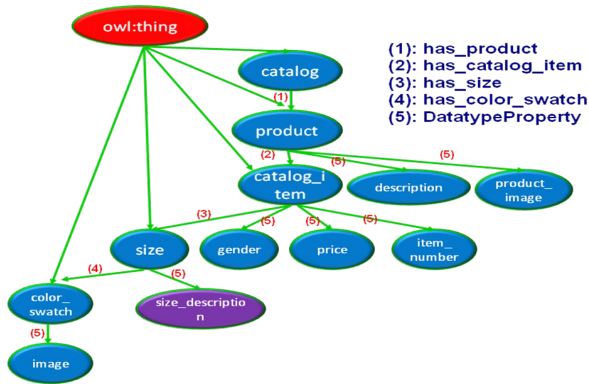 owl:thing
(1): has_product
(2): has_catalog_item
(3): has_size
(4): has_color_swatch
(5): DatatypeProperty
catalog
(1)
product
(2)
(5)
(5)
catalog_i
tem
description
product_
image
(3)
(5)
(5)
(5)
size
gender
price
item_
number
(4)
(5)
color_
swatch
size_descriptio
n
(5)
image